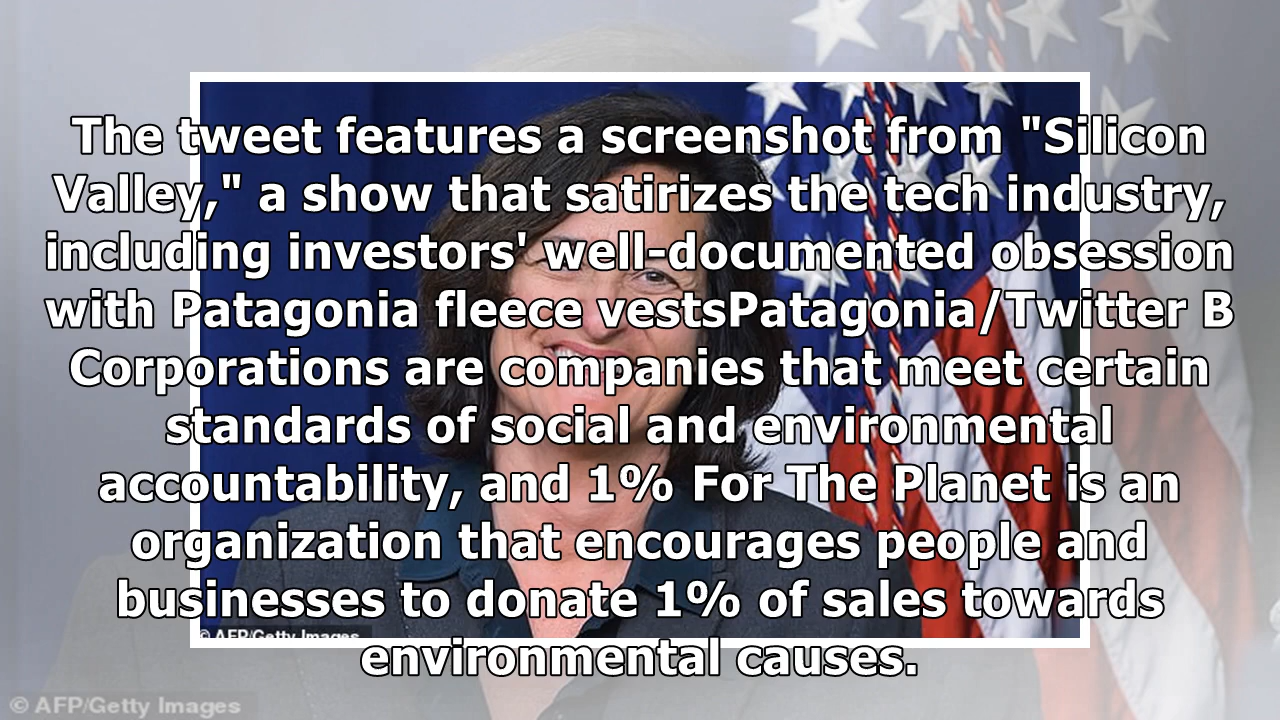 The tweet features a screenshot from "Silicon
Valley," a show that satirizes the tech industry,
including investors' well-documented obsession
with Patagonia fleece vestsPatagonia/Twitter B
Corporations are companies that meet certain
standards of social and environmental
accountability, and 1% For The Planet is an
organization that encourages people and
businesses to donate 1% of sales towards
environmental causes.
© AFP/Getty Images
© AFP/Getty Images